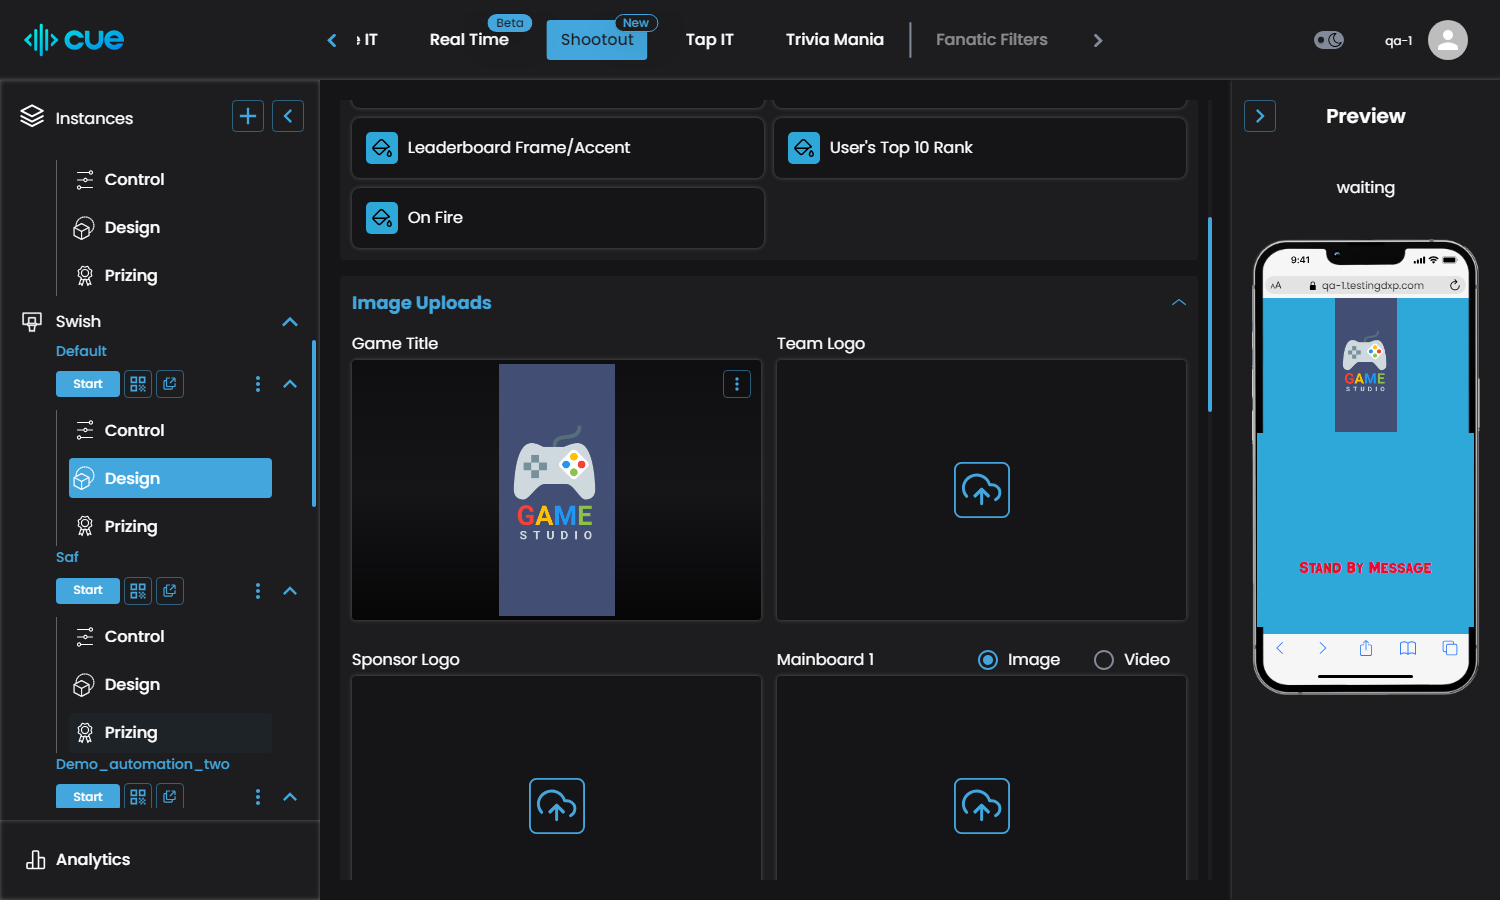 cue
IT
Real Time
Beta
Shootout
New
Tap IT
Trivia Mania
Fanatic Filters
qa-1
Instances
Control
Design
Prizing
Swish
Default
Start
Control
Design
Prizing
Saf
Start
Control
Design
Prizing
Demo_automation_two
Start
Analytics
Leaderboard Frame/Accent
User's Top 10 Rank
On Fire
Image Uploads
Game Title
Team Logo
GAME
STUDIO
Sponsor Logo
Mainboard 1
Image
Video
Preview
waiting
9:41
AA
qa-1.testingdxp.com
GAME
STUDIO
Stand By Message